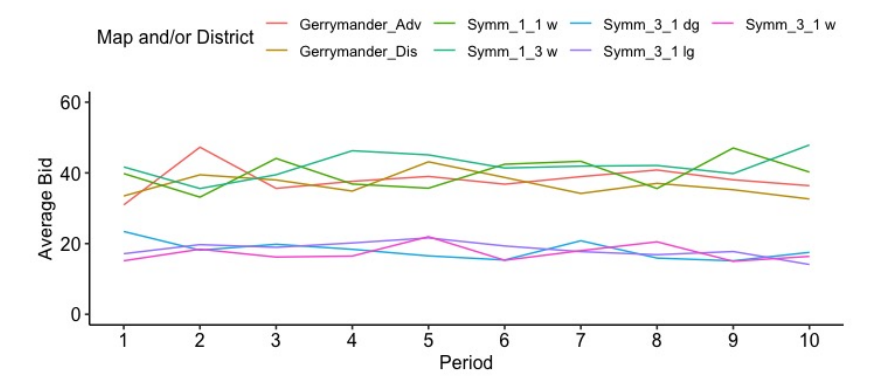 Map and/or District
Gerrymander_Adv Symm_1_1 w Symm_3_1 dg Symm_3_1 w
Gerrymander_Dis Symm_1_3 w Symm_3_1 lg
Average Bid
60
40
20
0
1 2 3 4 5 6 7 8 9 10
Period